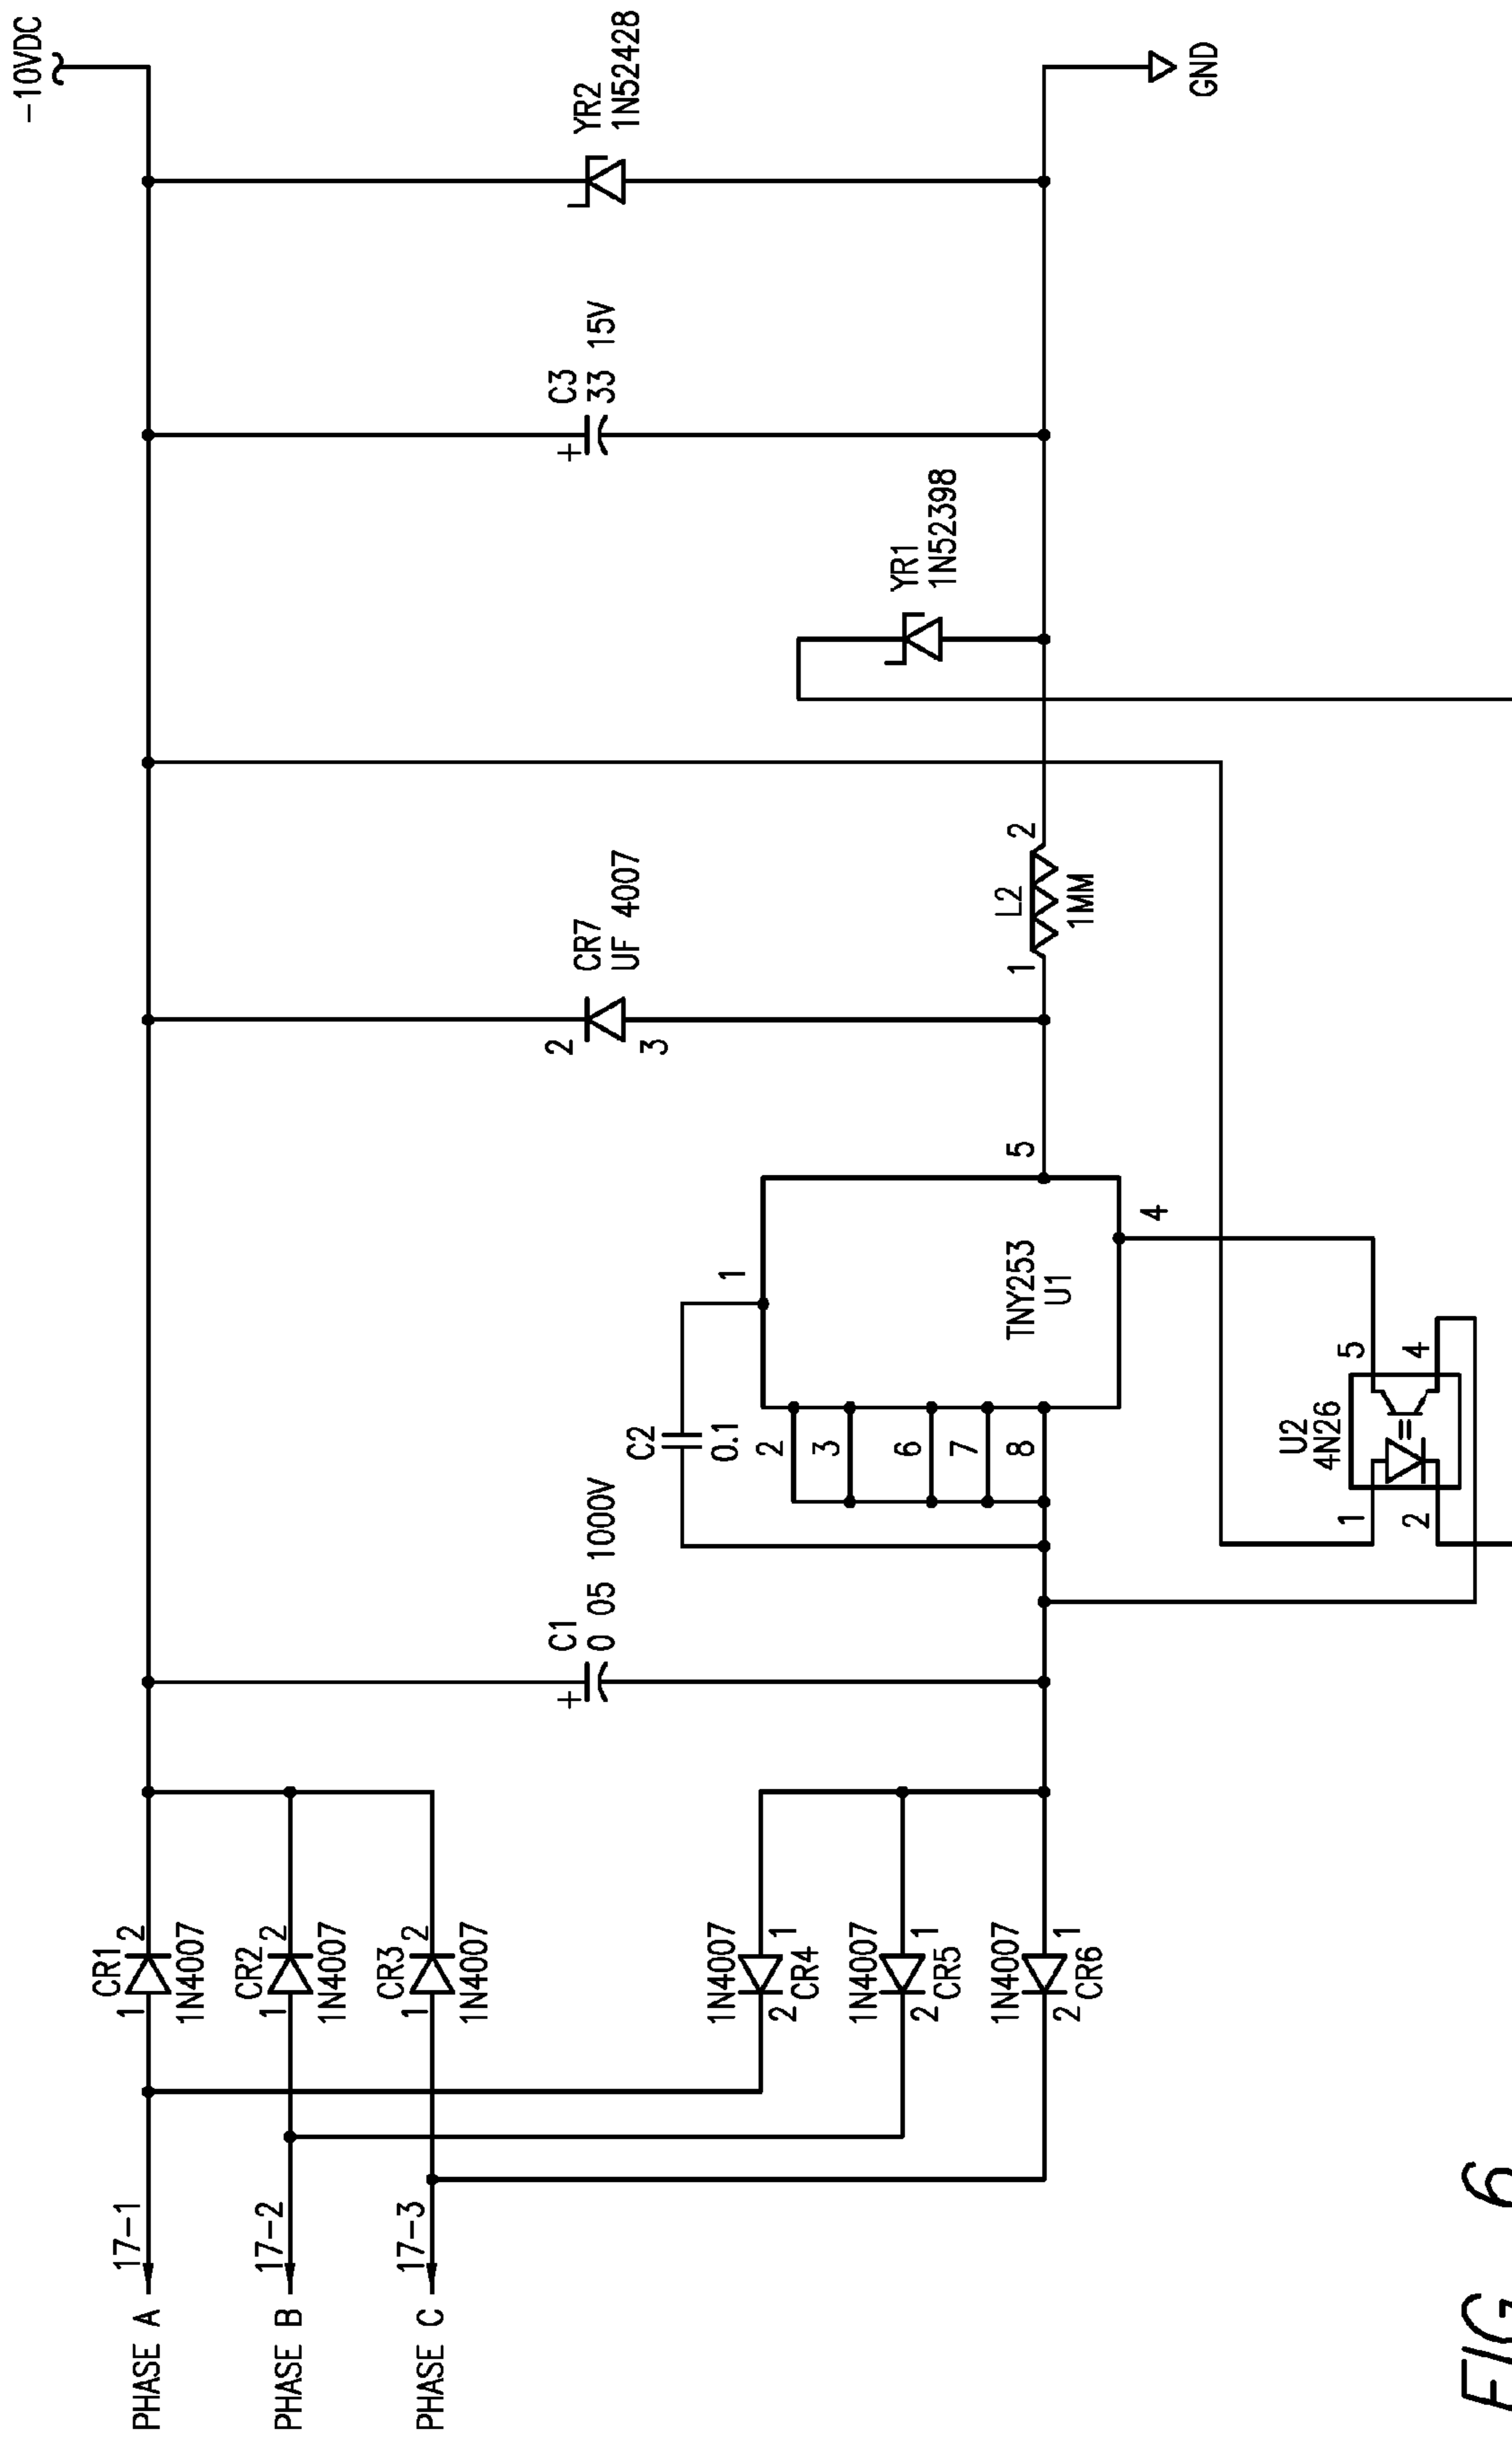 -10VDC
YR2
1N52428
GND
C3
+
33 15V
YR1
1N52398
CR7
UF 4007
2
3
L2
1
2
1MM
C2
0.1
1
2
3
6
7
8
5
4
TNY253
U1
C1
+
0 05 1000V
U2
4N26
1
2
5
4
CR1
1
2
1N4007
CR2
1
2
1N4007
CR3
1
2
1N4007
1N4007
2
1
CR4
1N4007
2
1
CR5
1N4007
2
1
CR6
PHASE A
17-1
PHASE B
17-2
PHASE C
17-3
FIG. 6